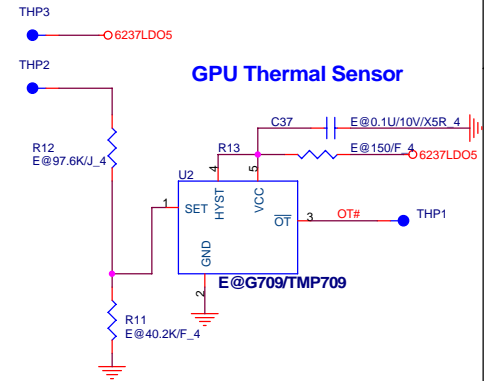 THP3
6237LDO5
THP2
GPU Thermal Sensor
C37
E@0.1U/10V/X5R_4
R12
E@97.6K/J_4
R13
E@150/F_4
6237LDO5
U2
4
5
1
SET
HYST
VCC
OT
3
OT#
THP1
GND
2
E@G709/TMP709
R11
E@40.2K/F_4